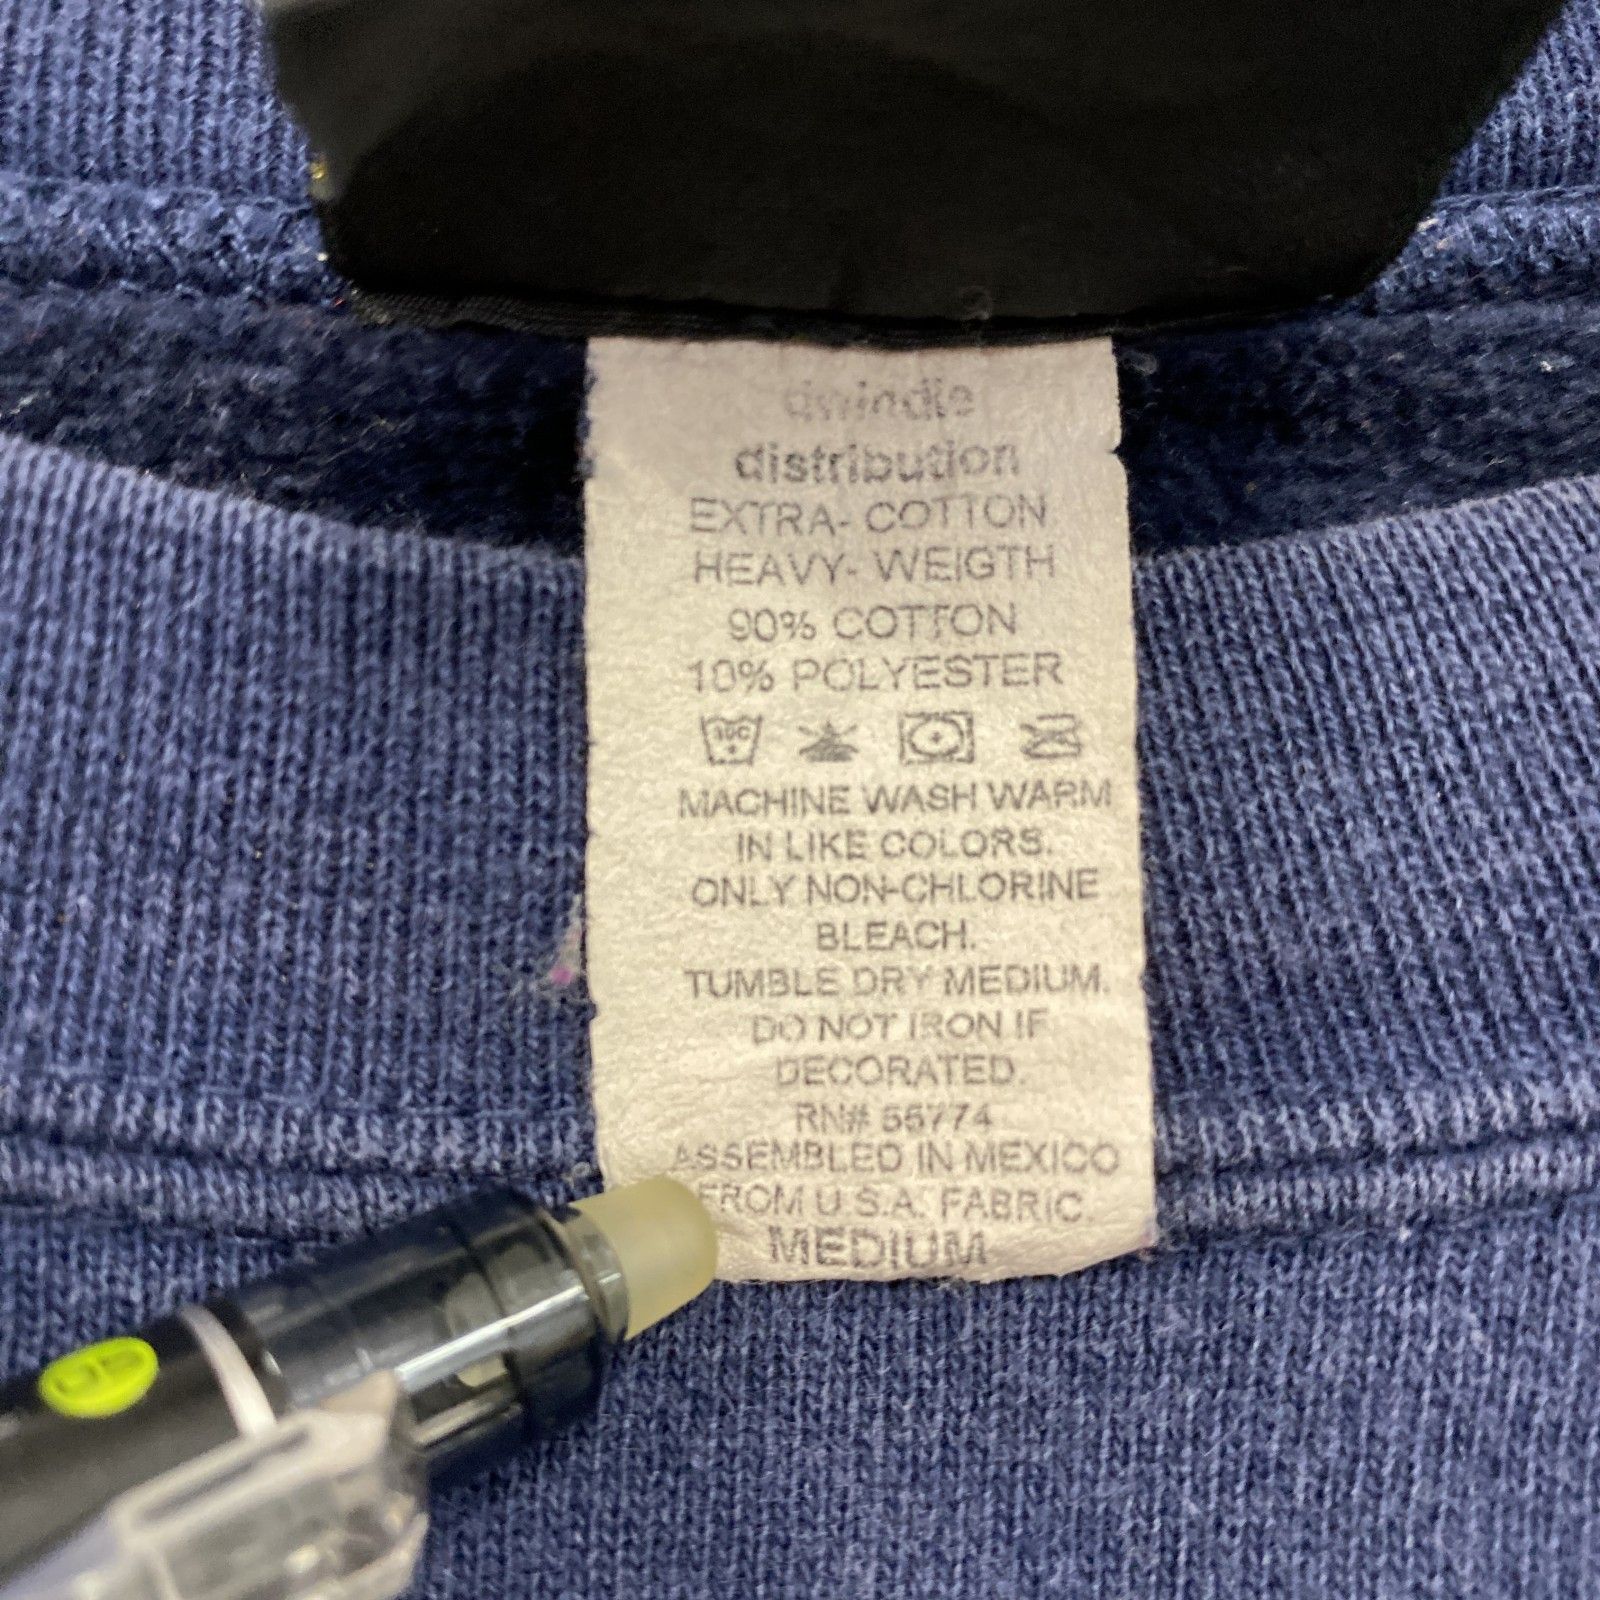 dwindle
distribution
EXTRA- COTTON
HEAVY- WEIGTH
90% COTTON
10% POLYESTER
MACHINE WASH WARM
IN LIKE COLORS.
ONLY NON-CHLORINE
BLEACH.
TUMBLE DRY MEDIUM.
DO NOT IRON IF
DECORATED.
RN# 55774
ASSEMBLED IN MEXICO
FROM U.S.A. FABRIC.
MEDIUM